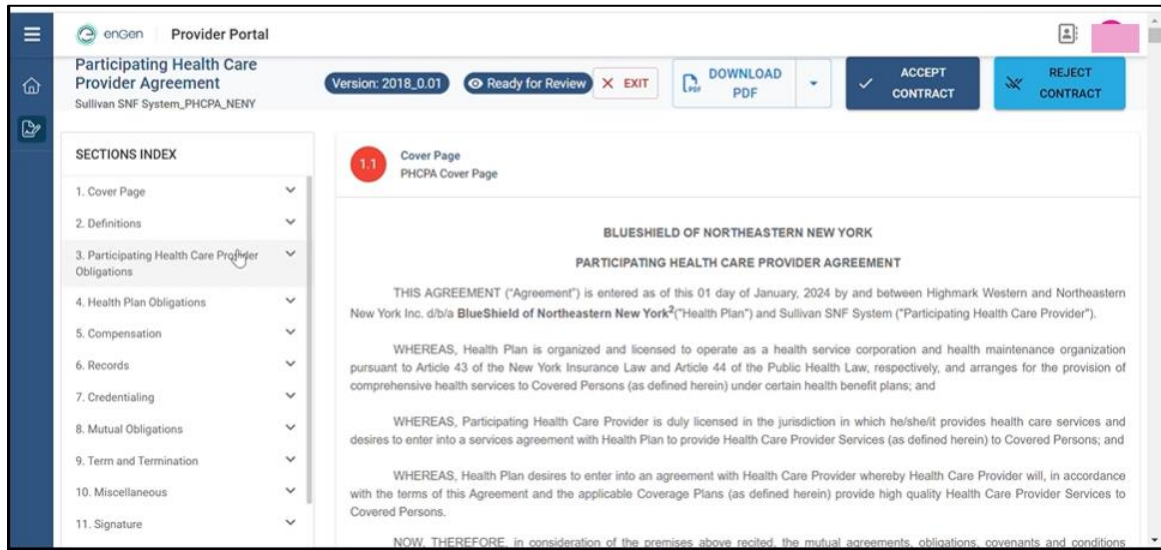 enGen Provider Portal
Participating Health Care
Provider Agreement
Sullivan SNF System_PHCPA_NENY
Version: 2018_0.01
Ready for Review
EXIT
PDF
DOWNLOAD
PDF
ACCEPT
CONTRACT
REJECT
CONTRACT
SECTIONS INDEX
1. Cover Page
2. Definitions
3. Participating Health Care Provider
Obligations
4. Health Plan Obligations
5. Compensation
6. Records
7. Credentialing
8. Mutual Obligations
9. Term and Termination
10. Miscellaneous
11. Signature
1.1
Cover Page
PHCPA Cover Page
BLUESHIELD OF NORTHEASTERN NEW YORK
PARTICIPATING HEALTH CARE PROVIDER AGREEMENT
THIS AGREEMENT ("Agreement") is entered as of this 01 day of January, 2024 by and between Highmark Western and Northeastern
New York Inc. d/b/a BlueShield of Northeastern New York²("Health Plan") and Sullivan SNF System ("Participating Health Care Provider").
WHEREAS, Health Plan is organized and licensed to operate as a health service corporation and health maintenance organization
pursuant to Article 43 of the New York Insurance Law and Article 44 of the Public Health Law, respectively, and arranges for the provision of
comprehensive health services to Covered Persons (as defined herein) under certain health benefit plans; and
WHEREAS, Participating Health Care Provider is duly licensed in the jurisdiction in which he/she/it provides health care services and
desires to enter into a services agreement with Health Plan to provide Health Care Provider Services (as defined herein) to Covered Persons; and
WHEREAS, Health Plan desires to enter into an agreement with Health Care Provider whereby Health Care Provider will, in accordance
with the terms of this Agreement and the applicable Coverage Plans (as defined herein) provide high quality Health Care Provider Services to
Covered Persons.
NOW, THEREFORE, in consideration of the premises above recited, the mutual agreements, obligations, covenants and conditions